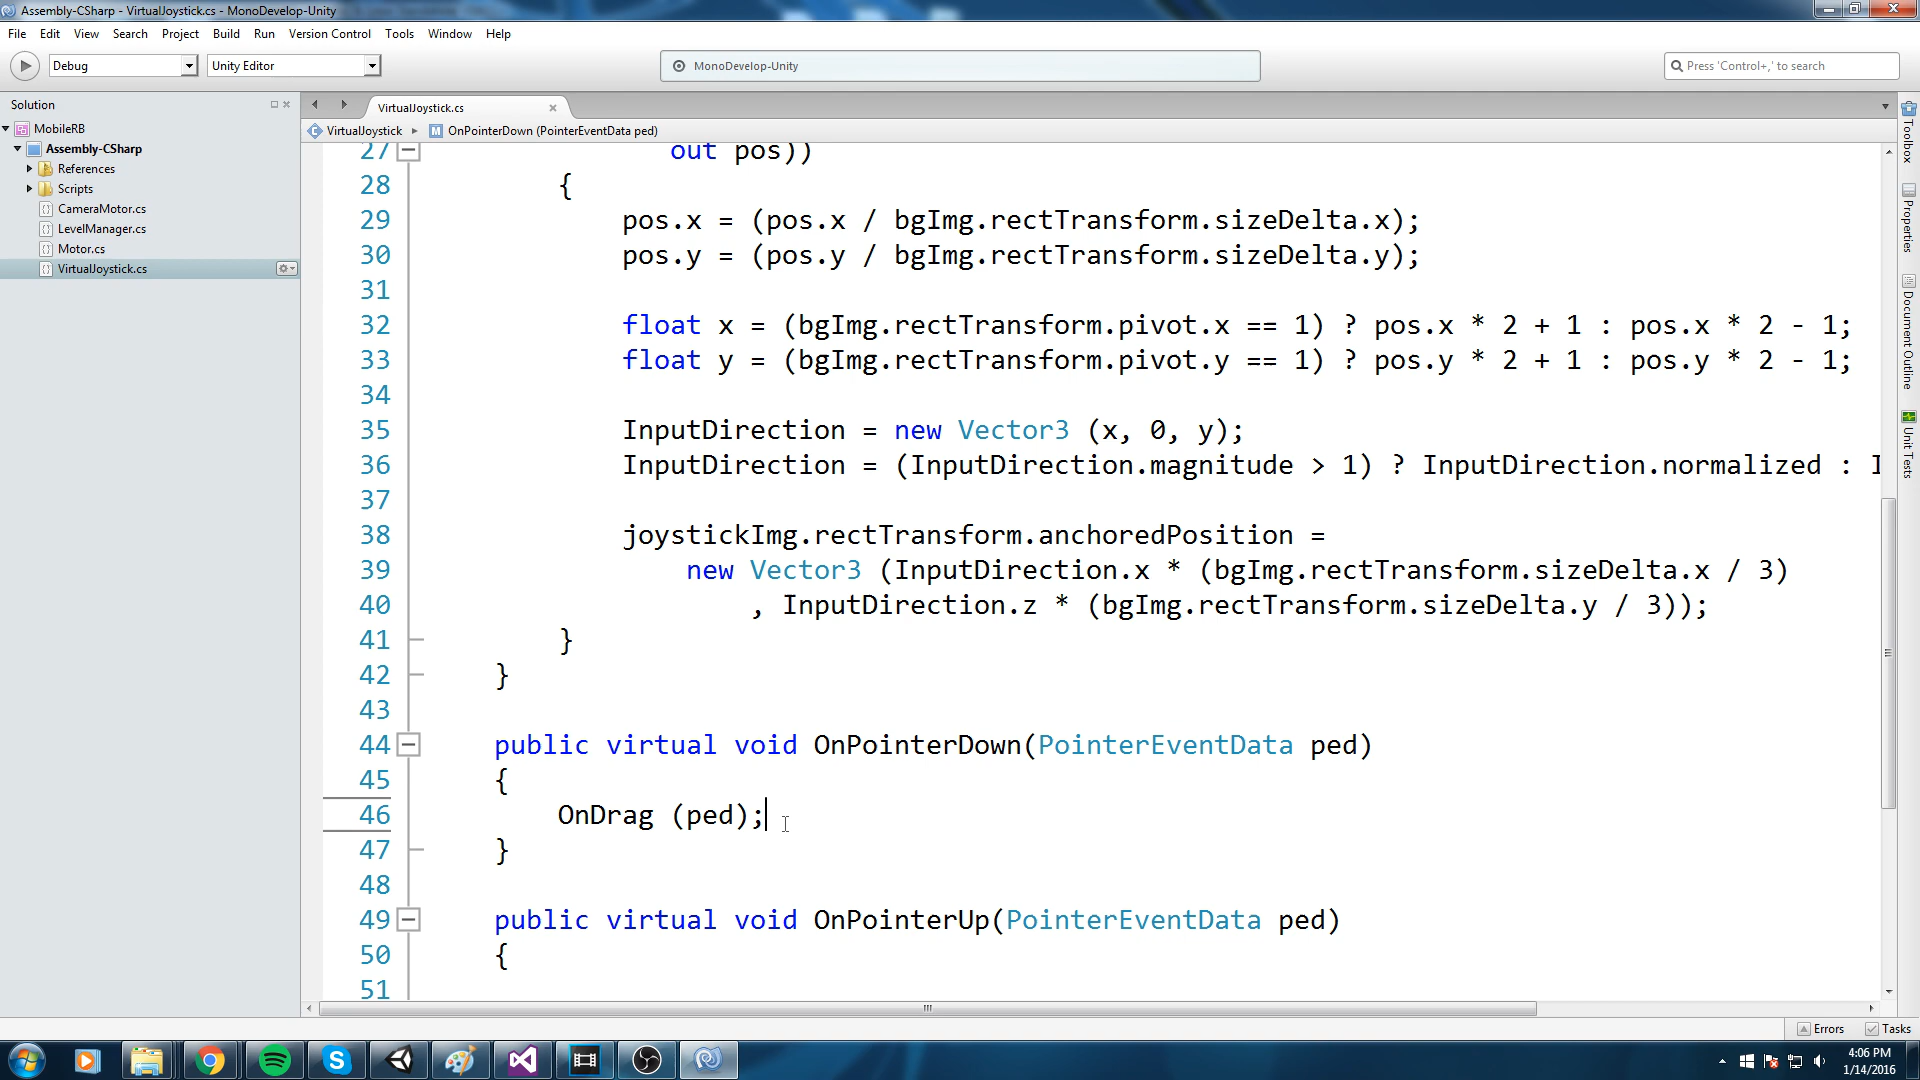 Assembly-CSharp - VirtualJoystick.cs - MonoDevelop-Unity
File Edit View Search Project Build Run Version Control Tools Window Help
Debug Unity Editor MonoDevelop-Unity Press 'Control+,' to search
Solution
MobileRB
Assembly-CSharp
References
Scripts
CameraMotor.cs
LevelManager.cs
Motor.cs
VirtualJoystick.cs
VirtualJoystick.cs
VirtualJoystick OnPointerDown (PointerEventData ped)
27 out pos))
28 {
29 pos.x = (pos.x / bgImg.rectTransform.sizeDelta.x);
30 pos.y = (pos.y / bgImg.rectTransform.sizeDelta.y);
31
32 float x = (bgImg.rectTransform.pivot.x == 1) ? pos.x * 2 + 1 : pos.x * 2 - 1;
33 float y = (bgImg.rectTransform.pivot.y == 1) ? pos.y * 2 + 1 : pos.y * 2 - 1;
34
35 InputDirection = new Vector3 (x, 0, y);
36 InputDirection = (InputDirection.magnitude > 1) ? InputDirection.normalized :
37
38 joystickImg.rectTransform.anchoredPosition =
39 new Vector3 (InputDirection.x * (bgImg.rectTransform.sizeDelta.x / 3)
40 , InputDirection.z * (bgImg.rectTransform.sizeDelta.y / 3));
41 }
42 }
43
44 public virtual void OnPointerDown(PointerEventData ped)
45 {
46 OnDrag (ped);
47 }
48
49 public virtual void OnPointerUp(PointerEventData ped)
50 {
51
Toolbox
Properties
Document Outline
Unit Tests
Errors Tasks
4:06 PM
1/14/2016